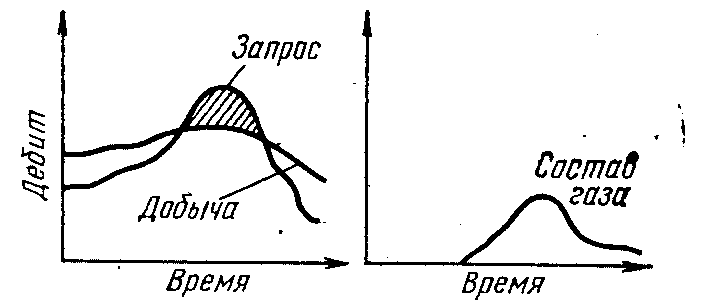 Запрос
Дебит
Добыча
Время
Состав
газа
Время